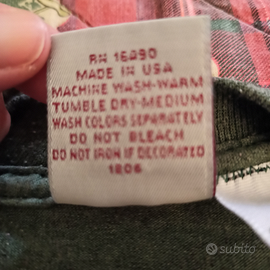 RN 16090
MADE IN USA
MACHINE WASH-WARM
TUMBLE DRY-MEDIUM
WASH COLORS SEPARATELY
DO NOT BLEACH
DO NOT IRON IF DECORATED
1806
subito